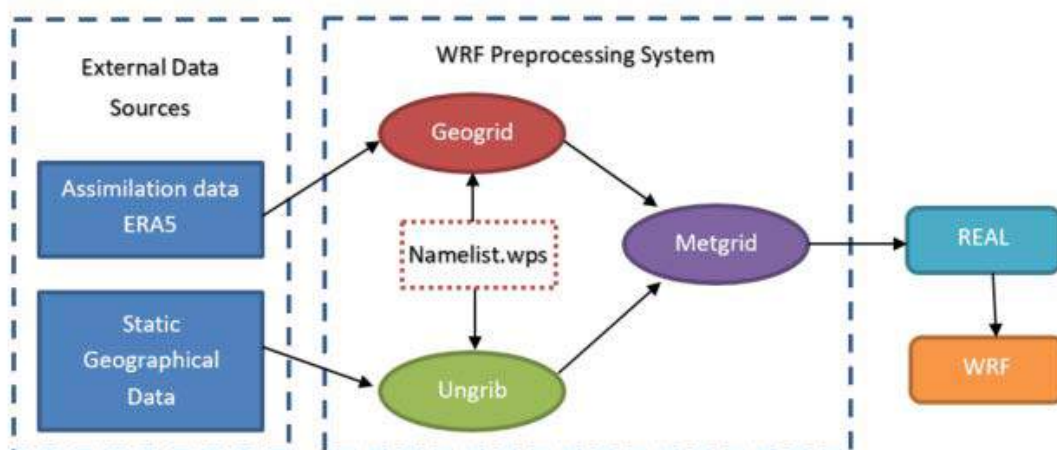 External Data
Sources
Assimilation data
ERA5
Static
Geographical
Data
WRF Preprocessing System
Geogrid
Namelist.wps
Ungrib
Metgrid
REAL
WRF